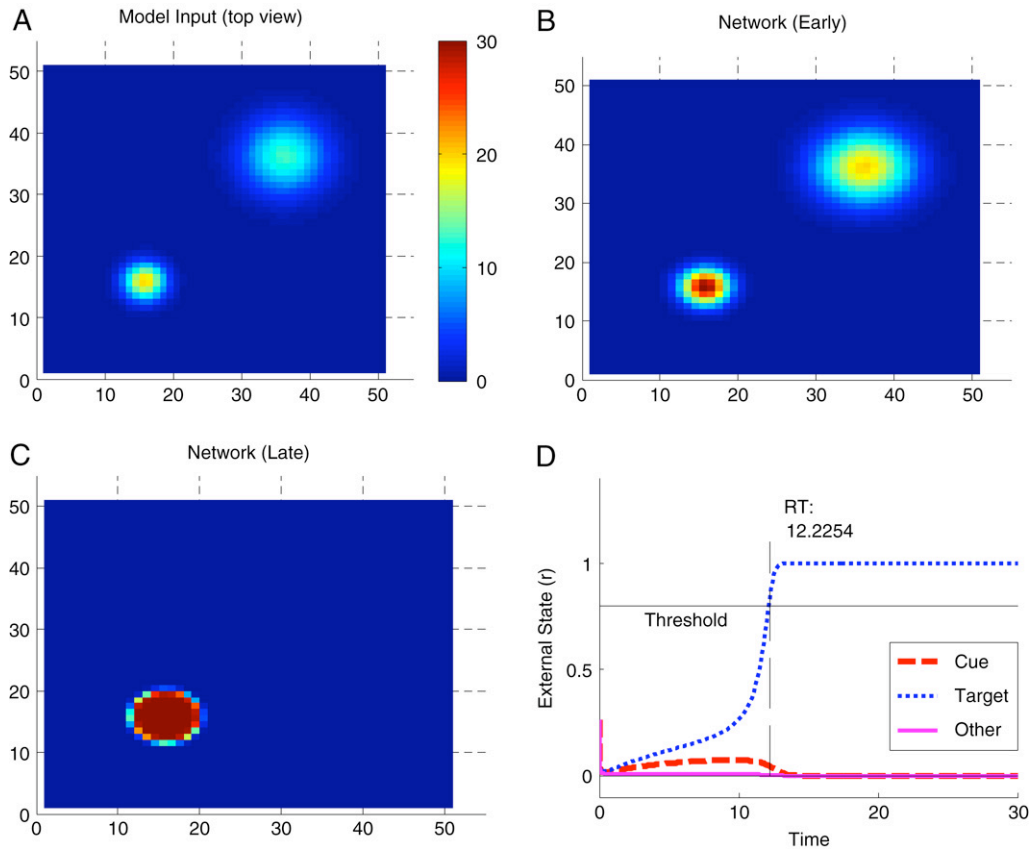 A
Model Input (top view)
50
40
30
20
10
0
0 10 20 30 40 50
30
20
10
0
B
Network (Early)
50
40
30
20
10
0
0 10 20 30 40 50
C
Network (Late)
50
40
30
20
10
0
0 10 20 30 40 50
D
RT:
12.2254
External State (r)
1
0.5
0
Threshold
Cue
Target
Other
0 10 20 30
Time